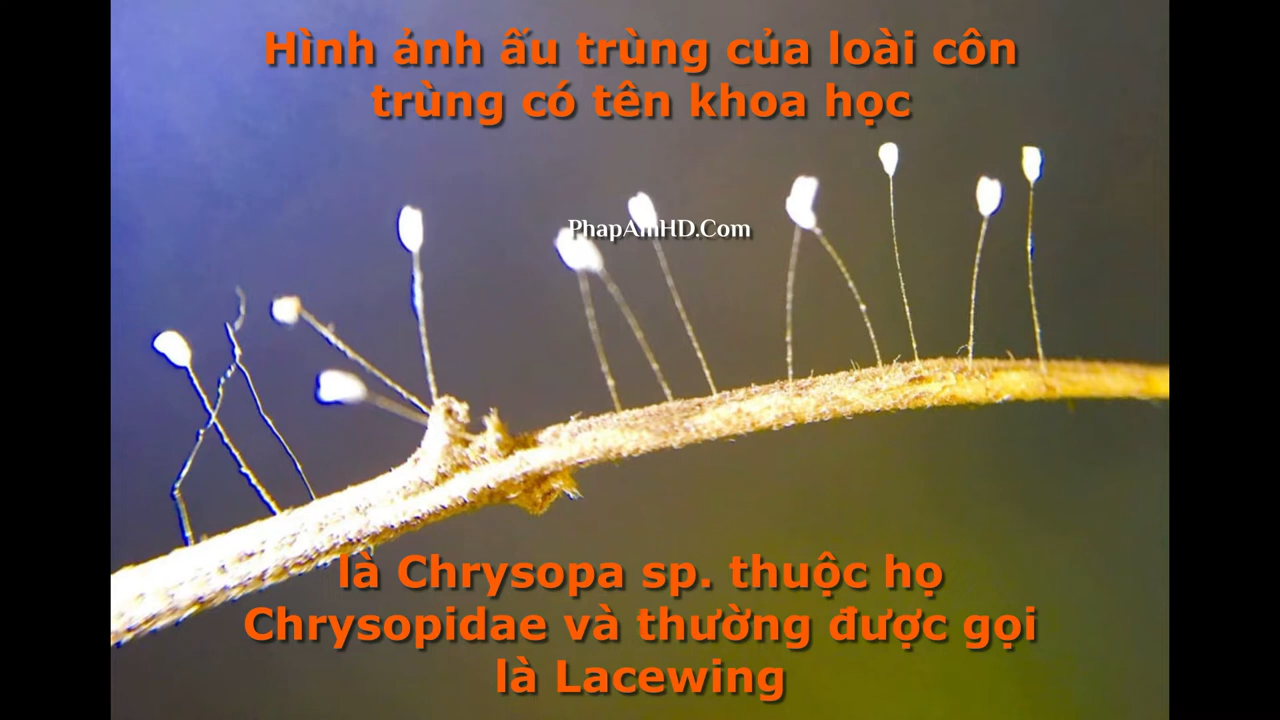 Hình ảnh ấu trùng của loài côn
trùng có tên khoa học
PhapAmHD.Com
là Chrysopa sp. thuộc họ
Chrysopidae và thường được gọi
là Lacewing